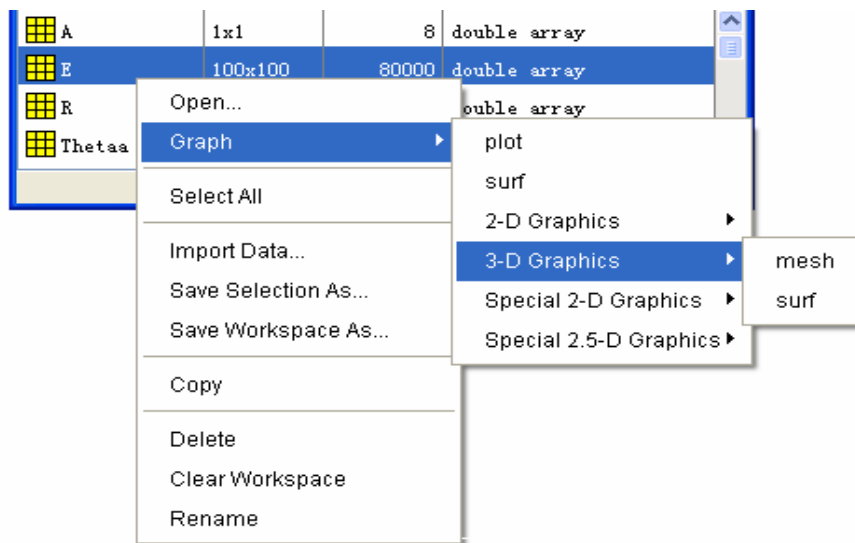 A 1x1 8 double array
E 100x100 80000 double array
R ouble array
Thetaa
Open...
Graph
Select All
Import Data...
Save Selection As...
Save Workspace As...
Copy
Delete
Clear Workspace
Rename
plot
surf
2-D Graphics
3-D Graphics
Special 2-D Graphics
Special 2.5-D Graphics
mesh
surf